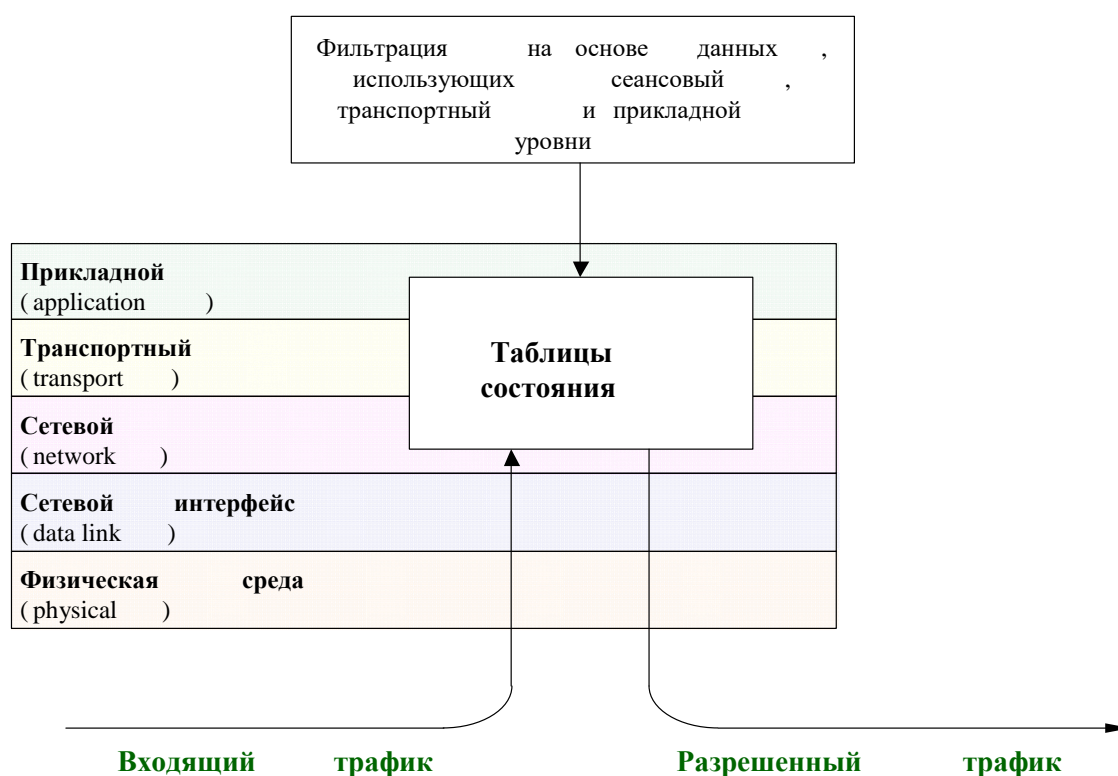 Фильтрация на основе данных ,
использующих сеансовый ,
транспортный и прикладной
уровни
Прикладной
( application )
Таблицы
состояния
Транспортный
( transport )
Сетевой
( network )
Сетевой интерфейс
( data link )
Физическая среда
( physical )
Входящий трафик
Разрешенный трафик